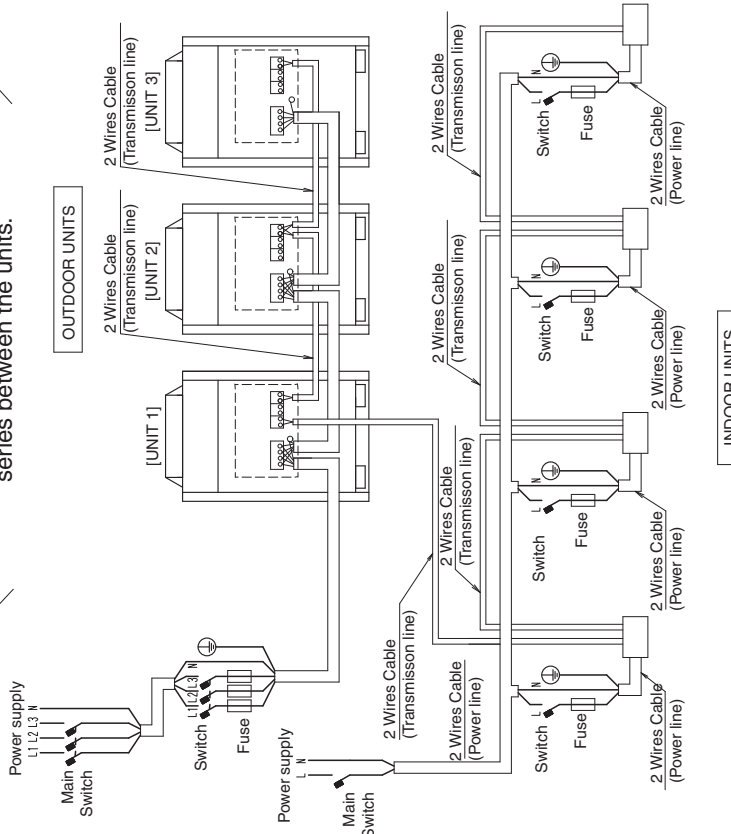 series between the units.
OUTDOOR UNITS
2 Wires Cable
(Transmisson line)
[UNIT 3]
2 Wires Cable
(Transmisson line)
[UNIT 2]
[UNIT 1]
Power supply
L1 L2 L3 N
Main
Switch
L1 L2 L3 N
Switch
Fuse
Power supply
L N
Main
Switch
2 Wires Cable
(Transmisson line)
2 Wires Cable
(Power line)
2 Wires Cable
(Transmisson line)
2 Wires Cable
(Transmisson line)
2 Wires Cable
(Transmisson line)
L N
Switch
Fuse
2 Wires Cable
(Power line)
L N
Switch
Fuse
2 Wires Cable
(Power line)
L N
Switch
Fuse
2 Wires Cable
(Power line)
L N
Switch
Fuse
2 Wires Cable
(Power line)
INDOOR UNITS